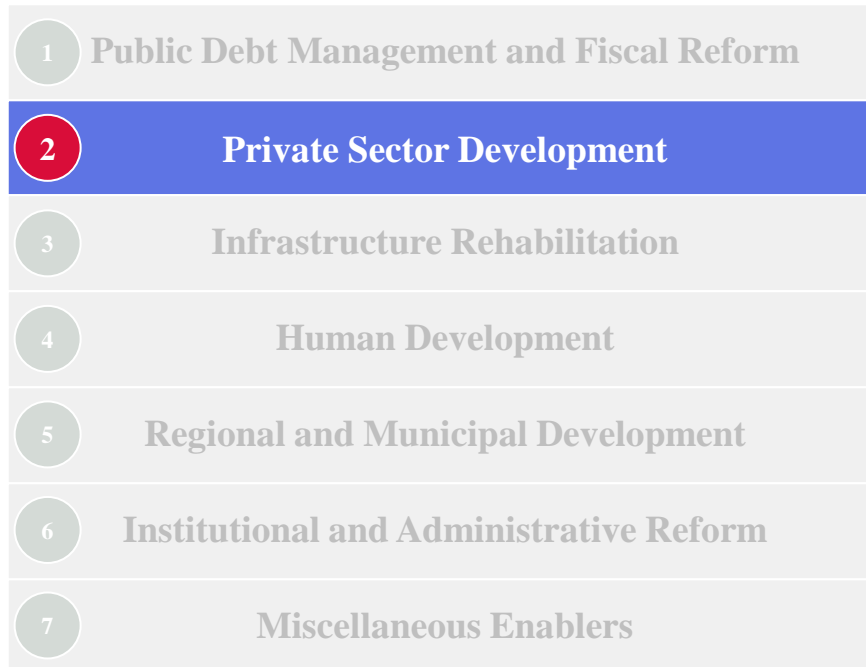 1 Public Debt Management and Fiscal Reform
2 Private Sector Development
3 Infrastructure Rehabilitation
4 Human Development
5 Regional and Municipal Development
6 Institutional and Administrative Reform
7 Miscellaneous Enablers